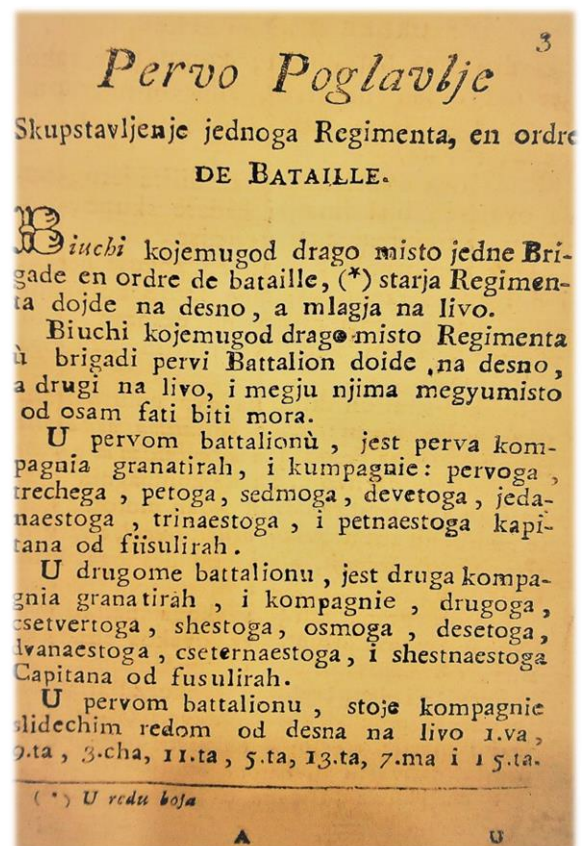 3
Pervo Poglavlje
Skupstavljenje jednoga Regimenta, en ordre
DE BATAILLE.
Biuchi kojemugod drago misto jedne Bri-
gade en ordre de bataille, (*) starja Regimen-
ta dojde na desno, a mlagja na livo.
Biuchi kojemugod drago misto Regimenta
ù brigadi pervi Battalion doide , na desno,
a drugi na livo, i megju njima megyumisto
od osam fati biti mora.
U pervom battalionù , jest perva kom-
pagnia granatirah, i kumpagnie: pervoga ,
trechega , petoga, sedmoga, devetoga, jeda-
naestoga , trinaestoga , i petnaestoga kapi-
tana od fiisulirah.
U drugome battalionu , jest druga kompa-
gnia granatirah , i kompagnie , drugoga ,
csetvertoga , shestoga, osmoga , desetoga,
dvanaestoga , cseternaestoga, i shestnaestoga
Capitana od fusulirah.
U pervom battalionu , stoje kompagnie
slidechim redom od desna na livo 1.va ,
9.ta , 3.cha, 11.ta , 5.ta, 13.ta, 7.ma i 15.ta.
(*) U redu boja
A U